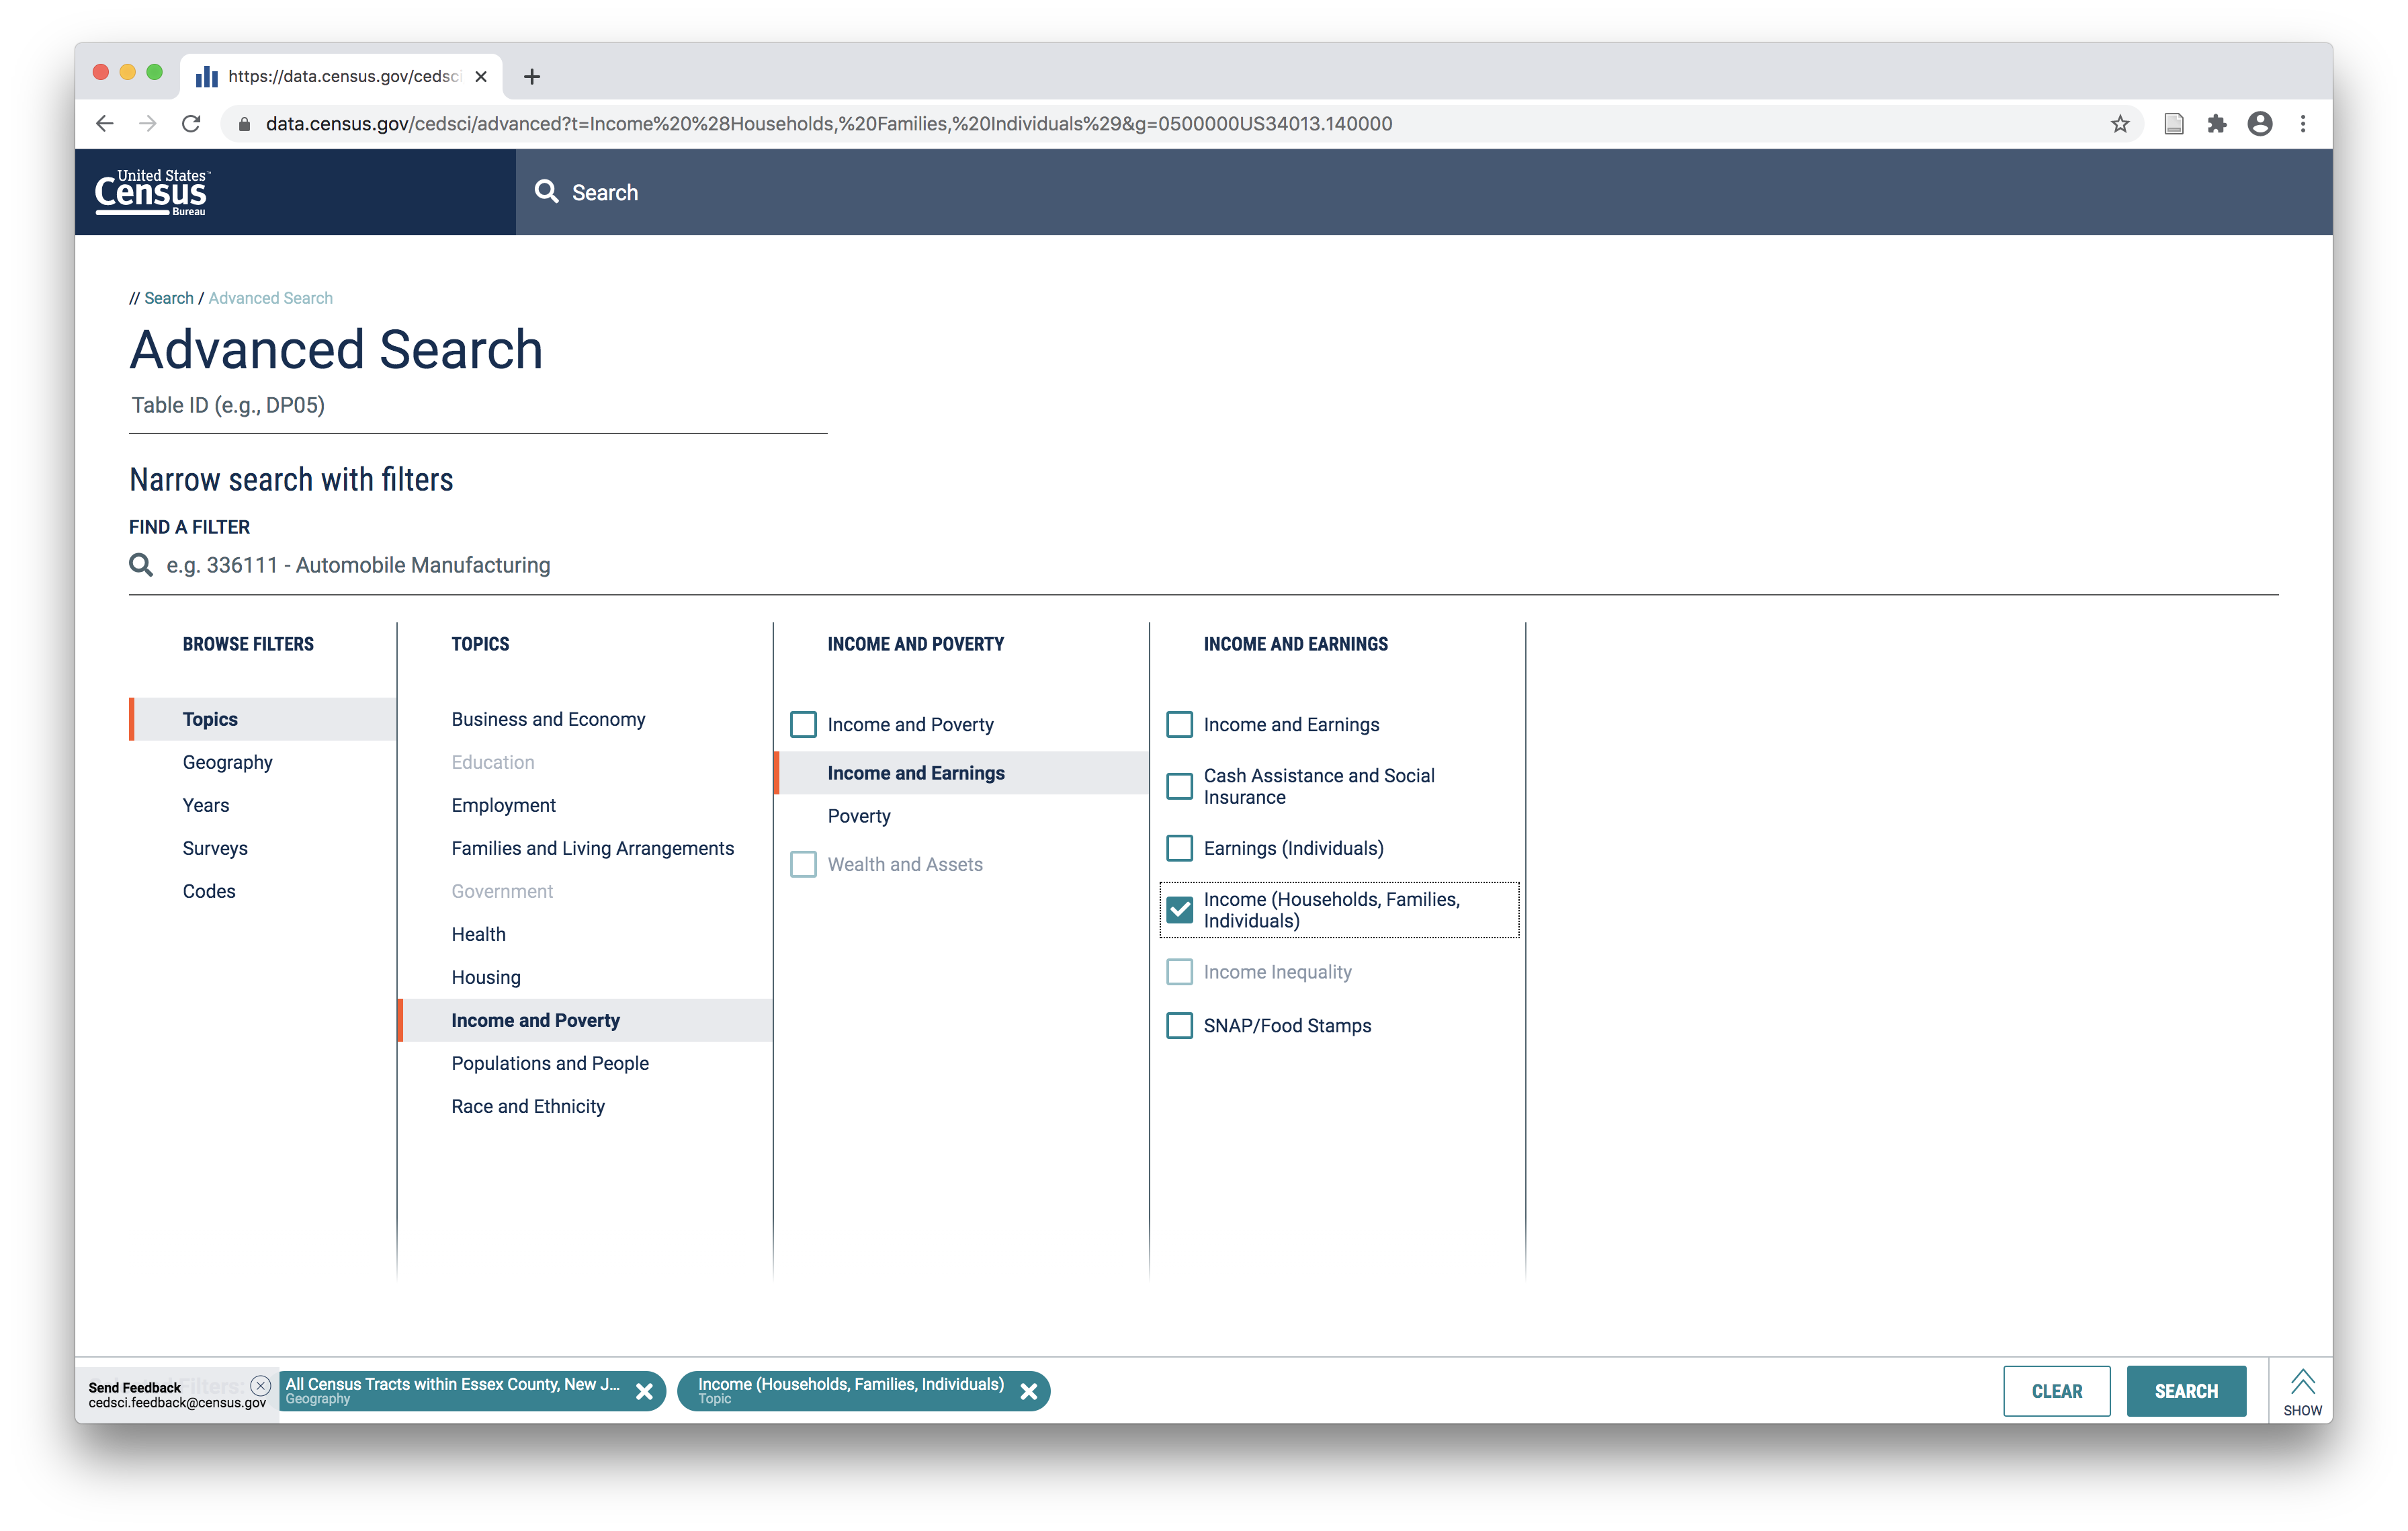 https://data.census.gov/cedsci
data.census.gov/cedsci/advanced?t=Income%20%28Households,%20Families,%20Individuals%29&g=0500000US34013.140000
United States™
Census
Bureau
Search
// Search / Advanced Search
Advanced Search
Table ID (e.g., DP05)
Narrow search with filters
FIND A FILTER
e.g. 336111 - Automobile Manufacturing
BROWSE FILTERS
Topics
Geography
Years
Surveys
Codes
TOPICS
Business and Economy
Education
Employment
Families and Living Arrangements
Government
Health
Housing
Income and Poverty
Populations and People
Race and Ethnicity
INCOME AND POVERTY
Income and Poverty
Income and Earnings
Poverty
Wealth and Assets
INCOME AND EARNINGS
Income and Earnings
Cash Assistance and Social
Insurance
Earnings (Individuals)
Income (Households, Families,
Individuals)
Income Inequality
SNAP/Food Stamps
Filters:
Send Feedback
cedsci.feedback@census.gov
All Census Tracts within Essex County, New J...
Geography
Income (Households, Families, Individuals)
Topic
CLEAR
SEARCH
SHOW